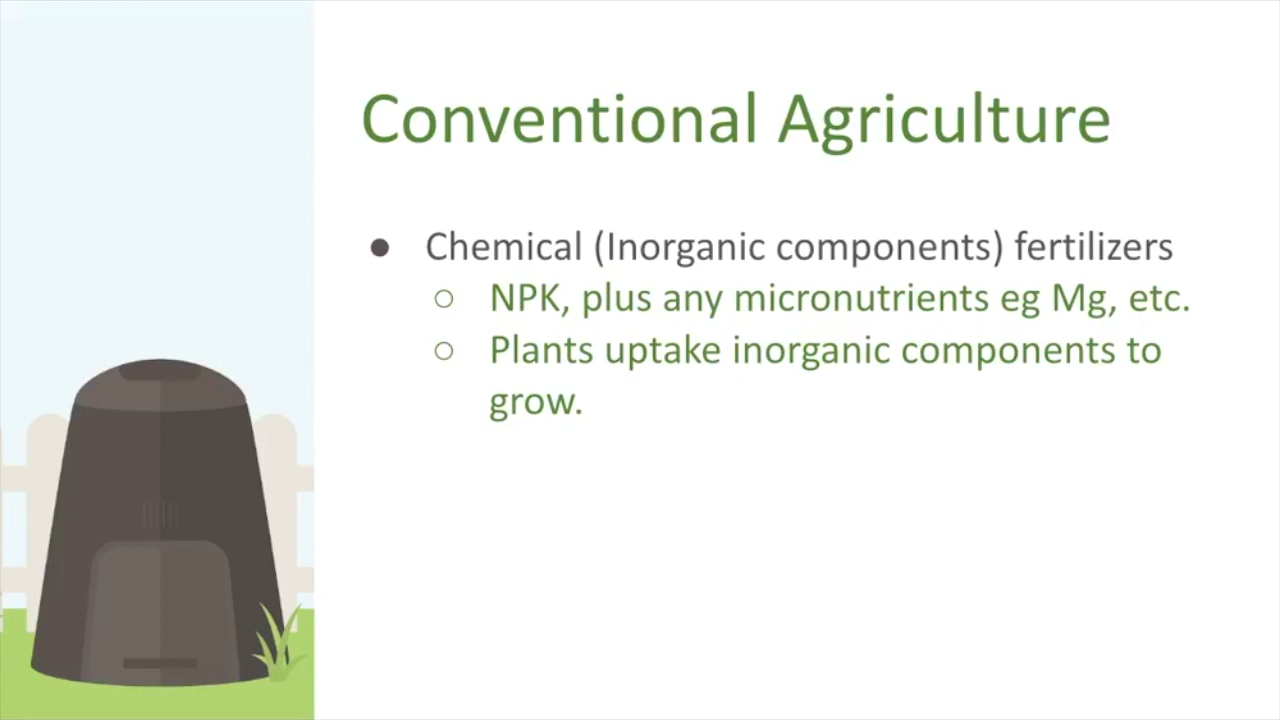 Conventional Agriculture
● Chemical (Inorganic components) fertilizers
○ NPK, plus any micronutrients eg Mg, etc.
○ Plants uptake inorganic components to
grow.